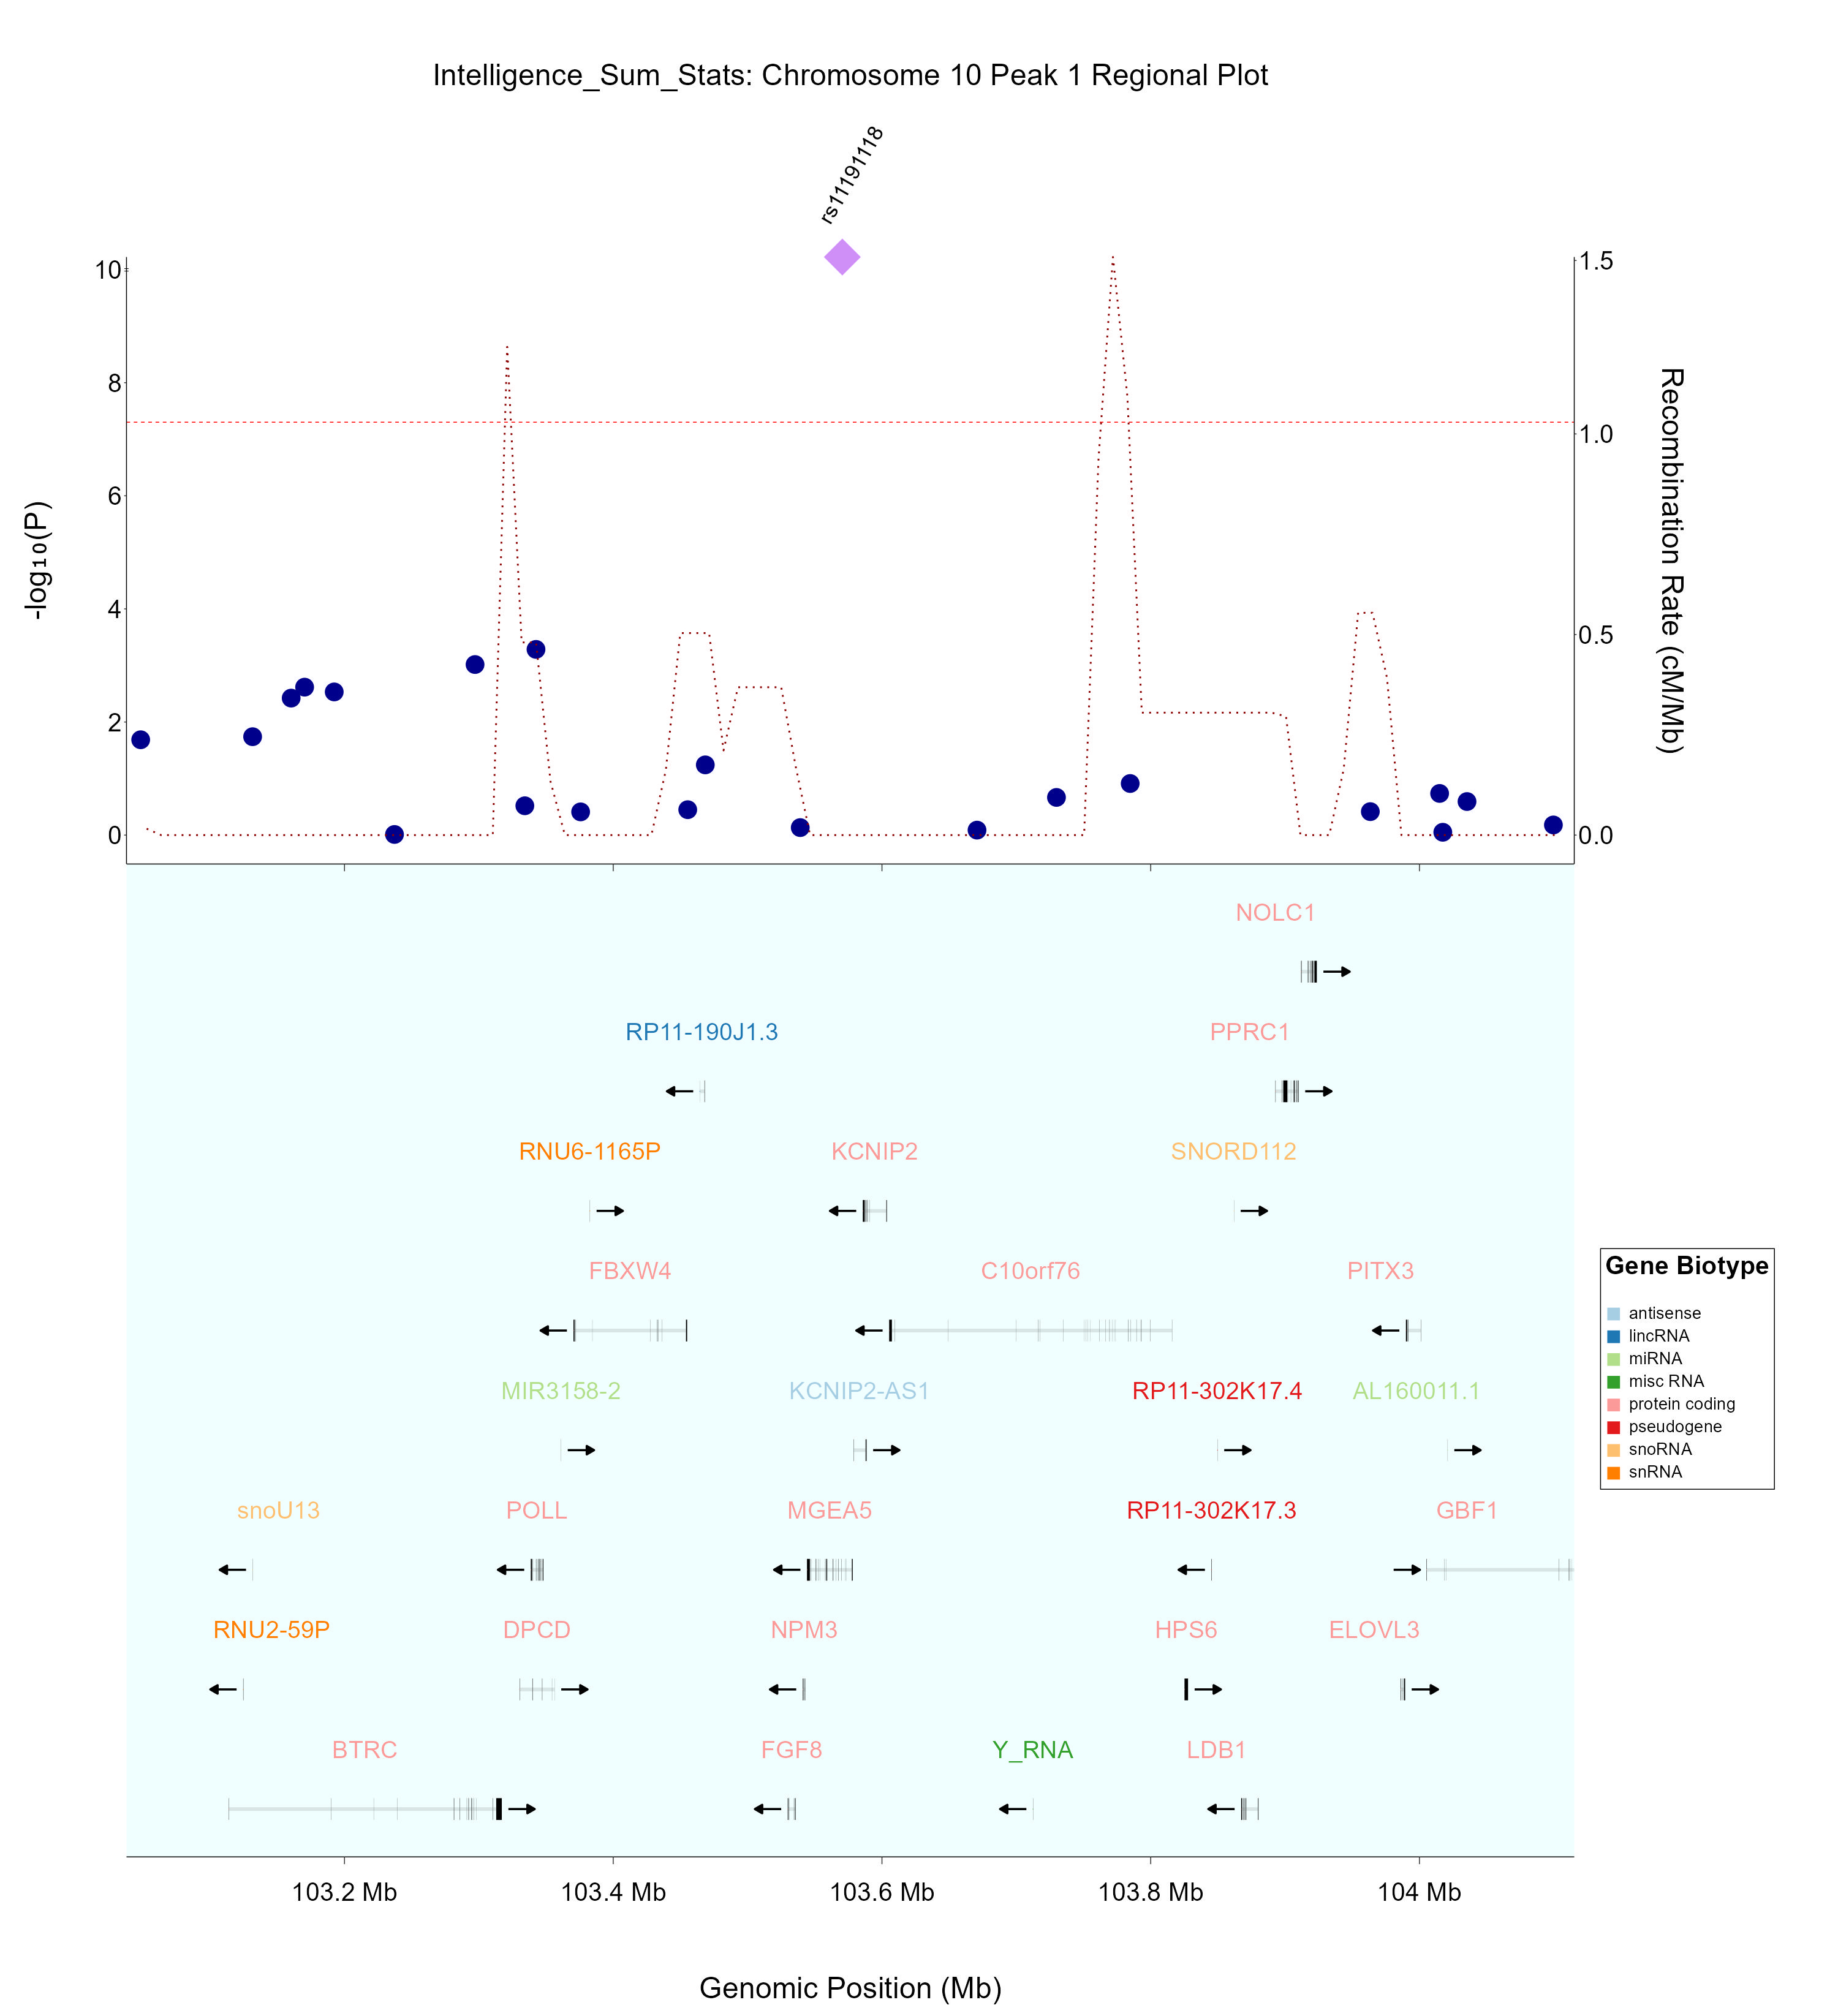 Intelligence_Sum_Stats: Chromosome 10 Peak 1 Regional Plot
rs11191118
10
8
6
4
2
0
-log₁₀(P)
1.5
1.0
0.5
0.0
Recombination Rate (cM/Mb)
NOLC1
RP11-190J1.3
PPRC1
RNU6-1165P
KCNIP2
SNORD112
FBXW4
C10orf76
PITX3
MIR3158-2
KCNIP2-AS1
RP11-302K17.4
AL160011.1
snoU13
POLL
MGEA5
RP11-302K17.3
GBF1
RNU2-59P
DPCD
NPM3
HPS6
ELOVL3
BTRC
FGF8
Y_RNA
LDB1
Gene Biotype
antisense
lincRNA
miRNA
misc RNA
protein coding
pseudogene
snoRNA
snRNA
103.2 Mb
103.4 Mb
103.6 Mb
103.8 Mb
104 Mb
Genomic Position (Mb)